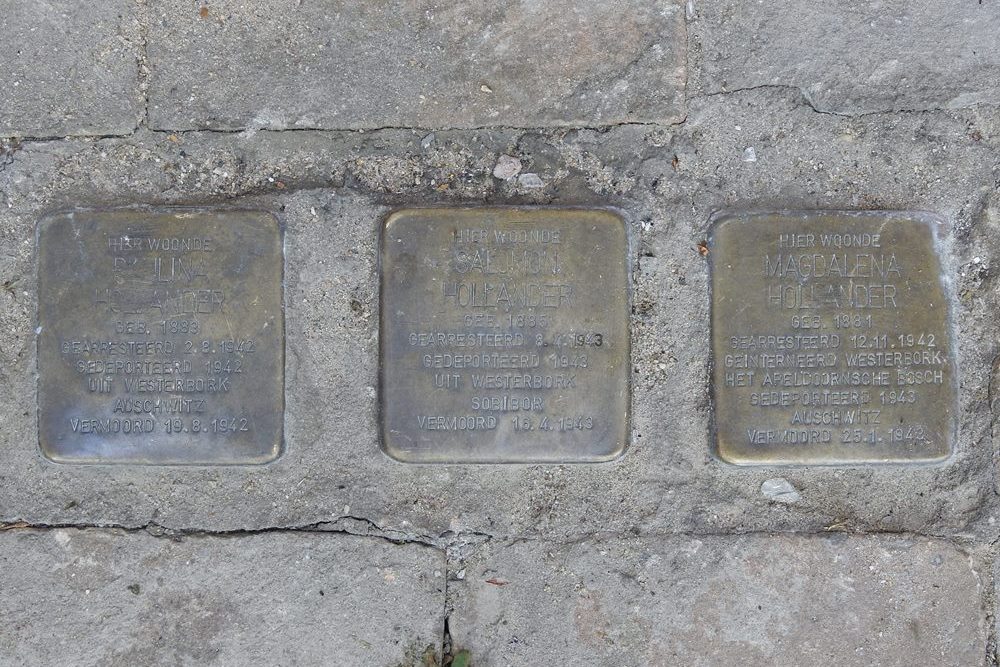 HIER WOONDE
PAULINA
HOLLANDER
GEB. 1883
GEARRESTEERD 2.8.1942
GEDEPORTEERD 1942
UIT WESTERBORK
AUSCHWITZ
VERMOORD 19.8.1942
HIER WOONDE
SALOMON
HOLLANDER
GEB. 1885
GEARRESTEERD 8.4.1943
GEDEPORTEERD 1943
UIT WESTERBORK
SOBIBOR
VERMOORD 16.4.1943
HIER WOONDE
MAGDALENA
HOLLANDER
GEB. 1881
GEARRESTEERD 12.11.1942
GEINTERNEERD WESTERBORK
HET APELDOORNSCHE BOSCH
GEDEPORTEERD 1943
AUSCHWITZ
VERMOORD 25.1.1943